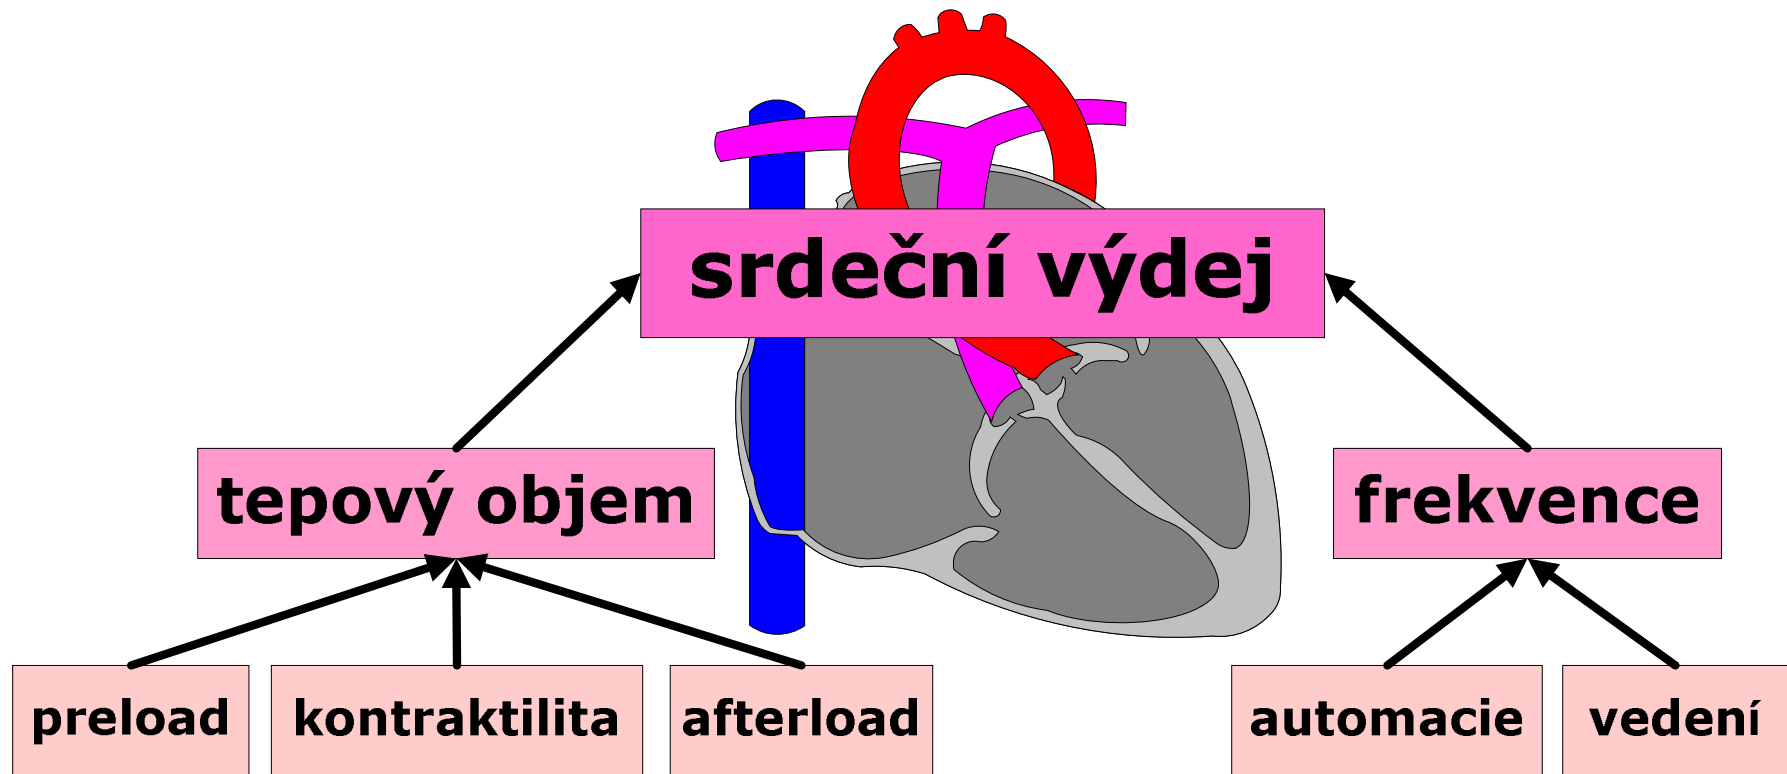 srdeční výdej
tepový objem
frekvence
preload
kontraktilita
afterload
automacie
vedení